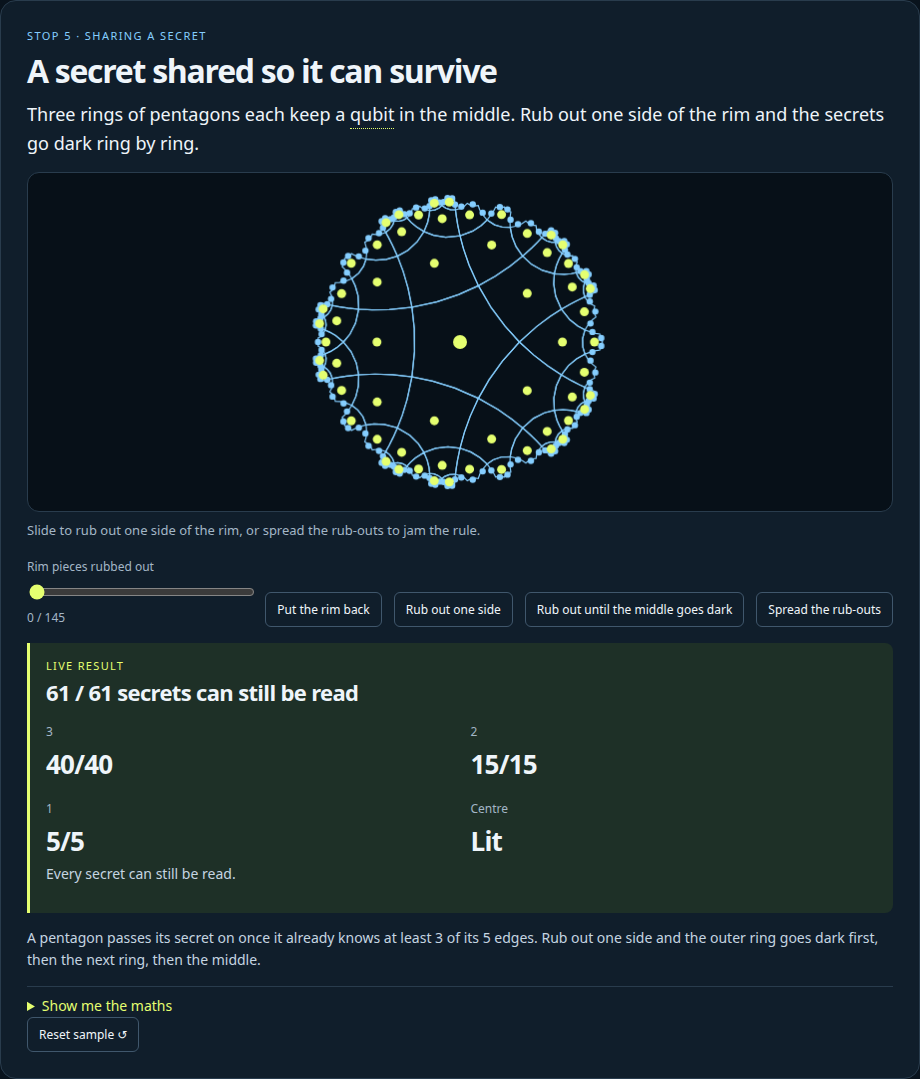 STOP 5 · SHARING A SECRET
A secret shared so it can survive
Three rings of pentagons each keep a qubit in the middle. Rub out one side of the rim and the secrets
go dark ring by ring.
Slide to rub out one side of the rim, or spread the rub-outs to jam the rule.
Rim pieces rubbed out
0 / 145
Put the rim back
Rub out one side
Rub out until the middle goes dark
Spread the rub-outs
LIVE RESULT
61 / 61 secrets can still be read
3
40/40
2
15/15
1
5/5
Centre
Lit
Every secret can still be read.
A pentagon passes its secret on once it already knows at least 3 of its 5 edges. Rub out one side and the outer ring goes dark first,
then the next ring, then the middle.
▶ Show me the maths
Reset sample ↺